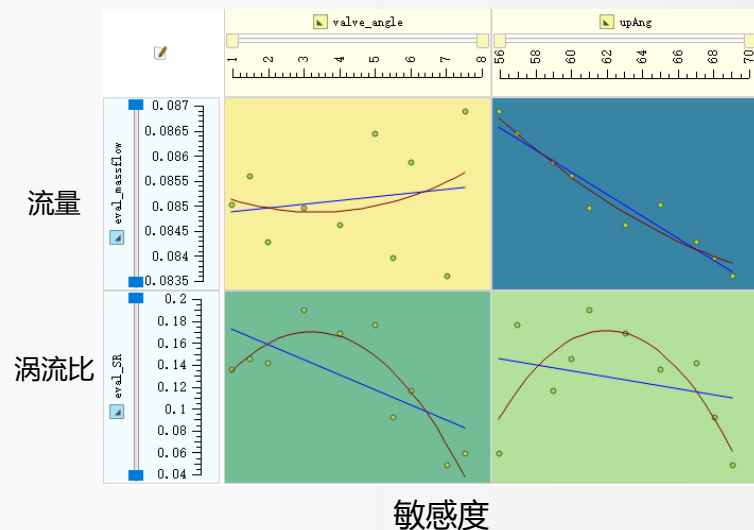 valve_angle
upAng
1 2 3 4 5 6 7 8
56 58 60 62 64 66 68 70
流量
eval_massflow
0.087
0.0865
0.086
0.0855
0.085
0.0845
0.084
0.0835
涡流比
eval_SR
0.2
0.18
0.16
0.14
0.12
0.1
0.08
0.06
0.04
敏感度